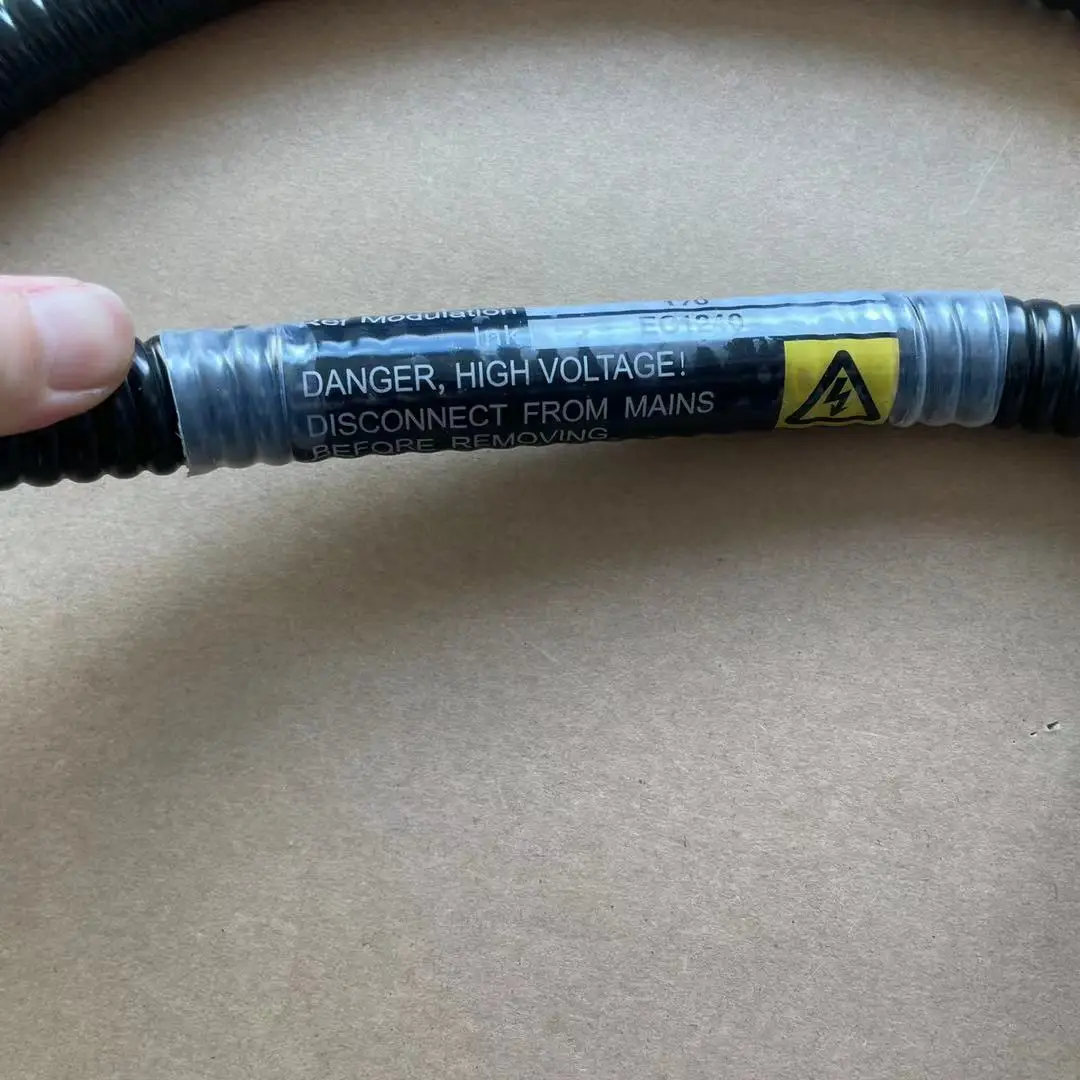 Modulation
ink
DANGER, HIGH VOLTAGE!
DISCONNECT FROM MAINS
BEFORE REMOVING